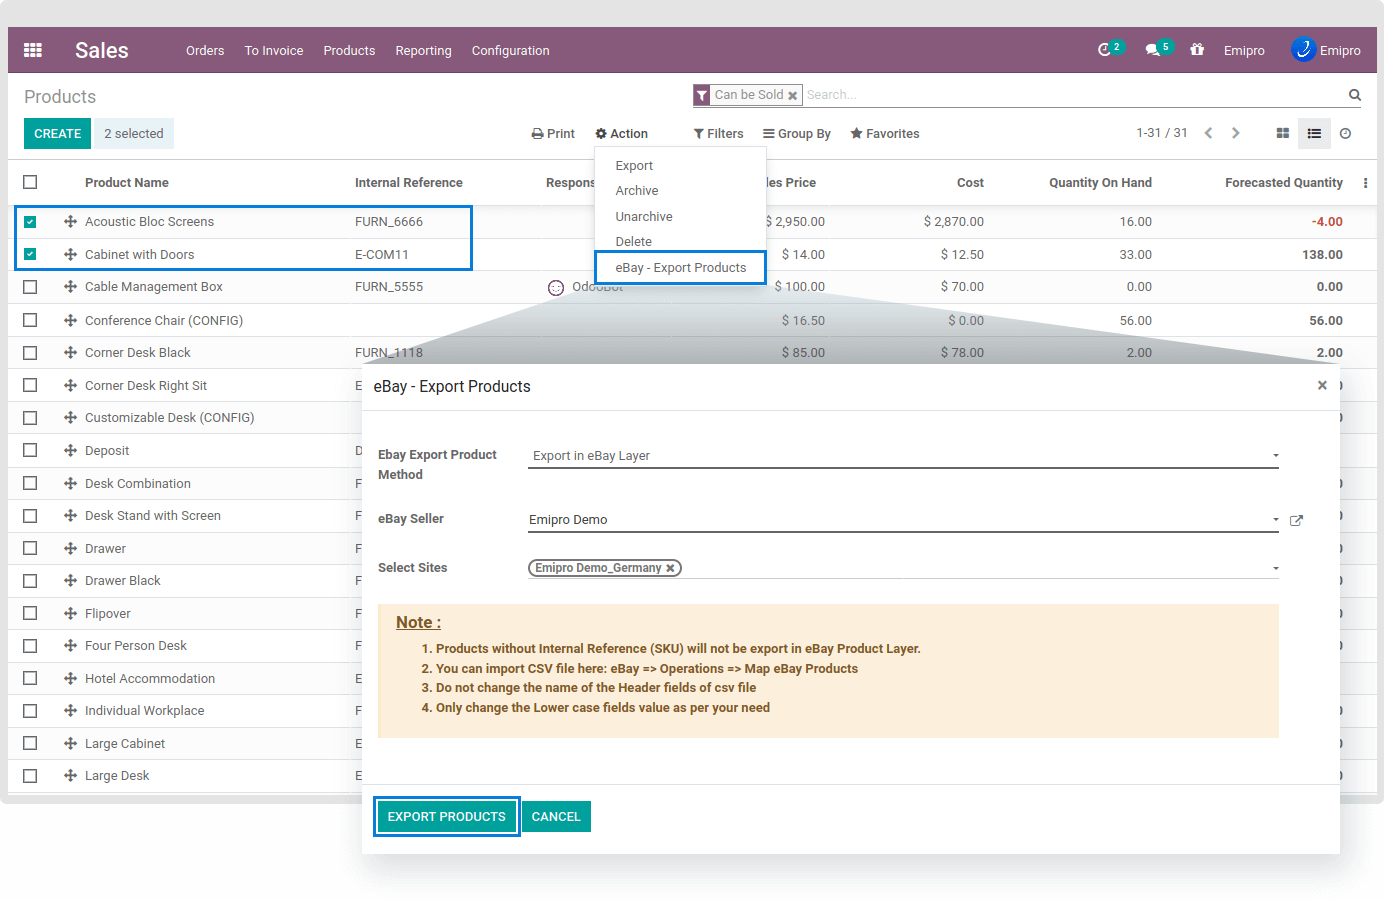 Sales Orders To Invoice Products Reporting Configuration 2 5 Emipro Emipro
Products Can be Sold Search...
CREATE 2 selected Print Action Filters Group By Favorites 1-31 / 31
Export
Archive
Unarchive
Delete
eBay - Export Products
Product Name Internal Reference Cost Quantity On Hand Forecasted Quantity
Price
Acoustic Bloc Screens FURN_6666 $ 2,950.00 $ 2,870.00 16.00 -4.00
Cabinet with Doors E-COM11 $ 14.00 $ 12.50 33.00 138.00
Cable Management Box FURN_5555 OdooBot $ 100.00 $ 70.00 0.00 0.00
Conference Chair (CONFIG) $ 16.50 $ 0.00 56.00 56.00
Corner Desk Black FURN_1118 $ 85.00 $ 78.00 2.00 2.00
Corner Desk Right Sit E
Customizable Desk (CONFIG)
Deposit D
Desk Combination F
Desk Stand with Screen F
Drawer F
Drawer Black F
Flipover F
Four Person Desk F
Hotel Accommodation E
Individual Workplace F
Large Cabinet E
Large Desk E
eBay - Export Products
Ebay Export Product Export in eBay Layer
Method
eBay Seller Emipro Demo
Select Sites Emipro Demo_Germany
Note :
1. Products without Internal Reference (SKU) will not be export in eBay Product Layer.
2. You can import CSV file here: eBay => Operations => Map eBay Products
3. Do not change the name of the Header fields of csv file
4. Only change the Lower case fields value as per your need
EXPORT PRODUCTS CANCEL